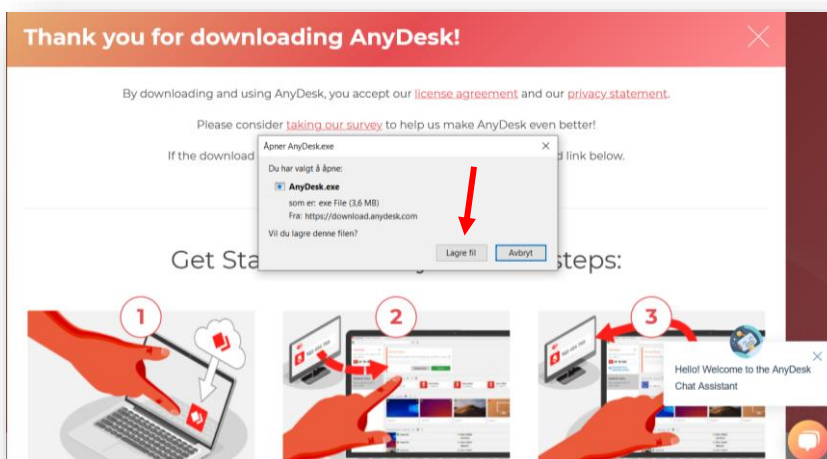 Thank you for downloading AnyDesk!
By downloading and using AnyDesk, you accept our license agreement and our privacy statement.
Please consider taking our survey to help us make AnyDesk even better!
If the download
d link below.
Åpner AnyDesk.exe
Du har valgt å åpne:
AnyDesk.exe
som er: exe File (3,6 MB)
Fra: https://download.anydesk.com
Vil du lagre denne filen?
Lagre fil
Avbryt
Get Sta
steps:
1
2
3
Hello! Welcome to the AnyDesk
Chat Assistant